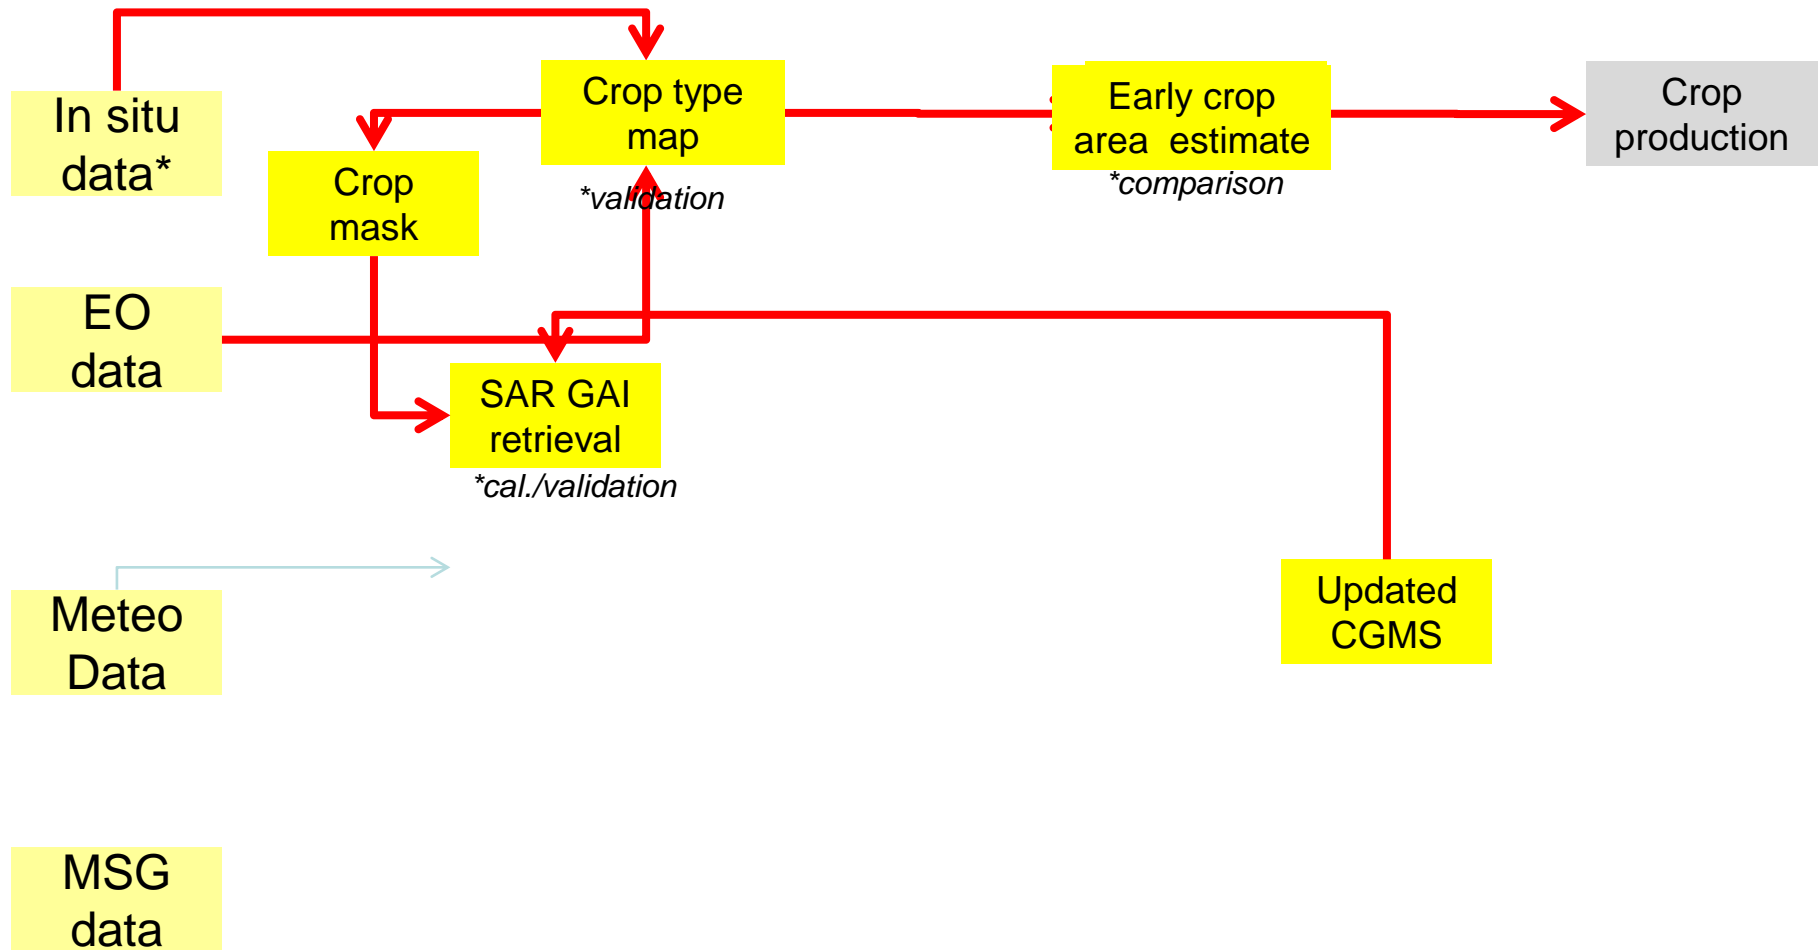 In situ
data*
Crop type
map
*validation
Early crop
area  estimate
*comparison
Crop
production
Crop
mask
EO
data
SAR GAI
retrieval
*cal./validation
Meteo
Data
Updated
CGMS
MSG
data